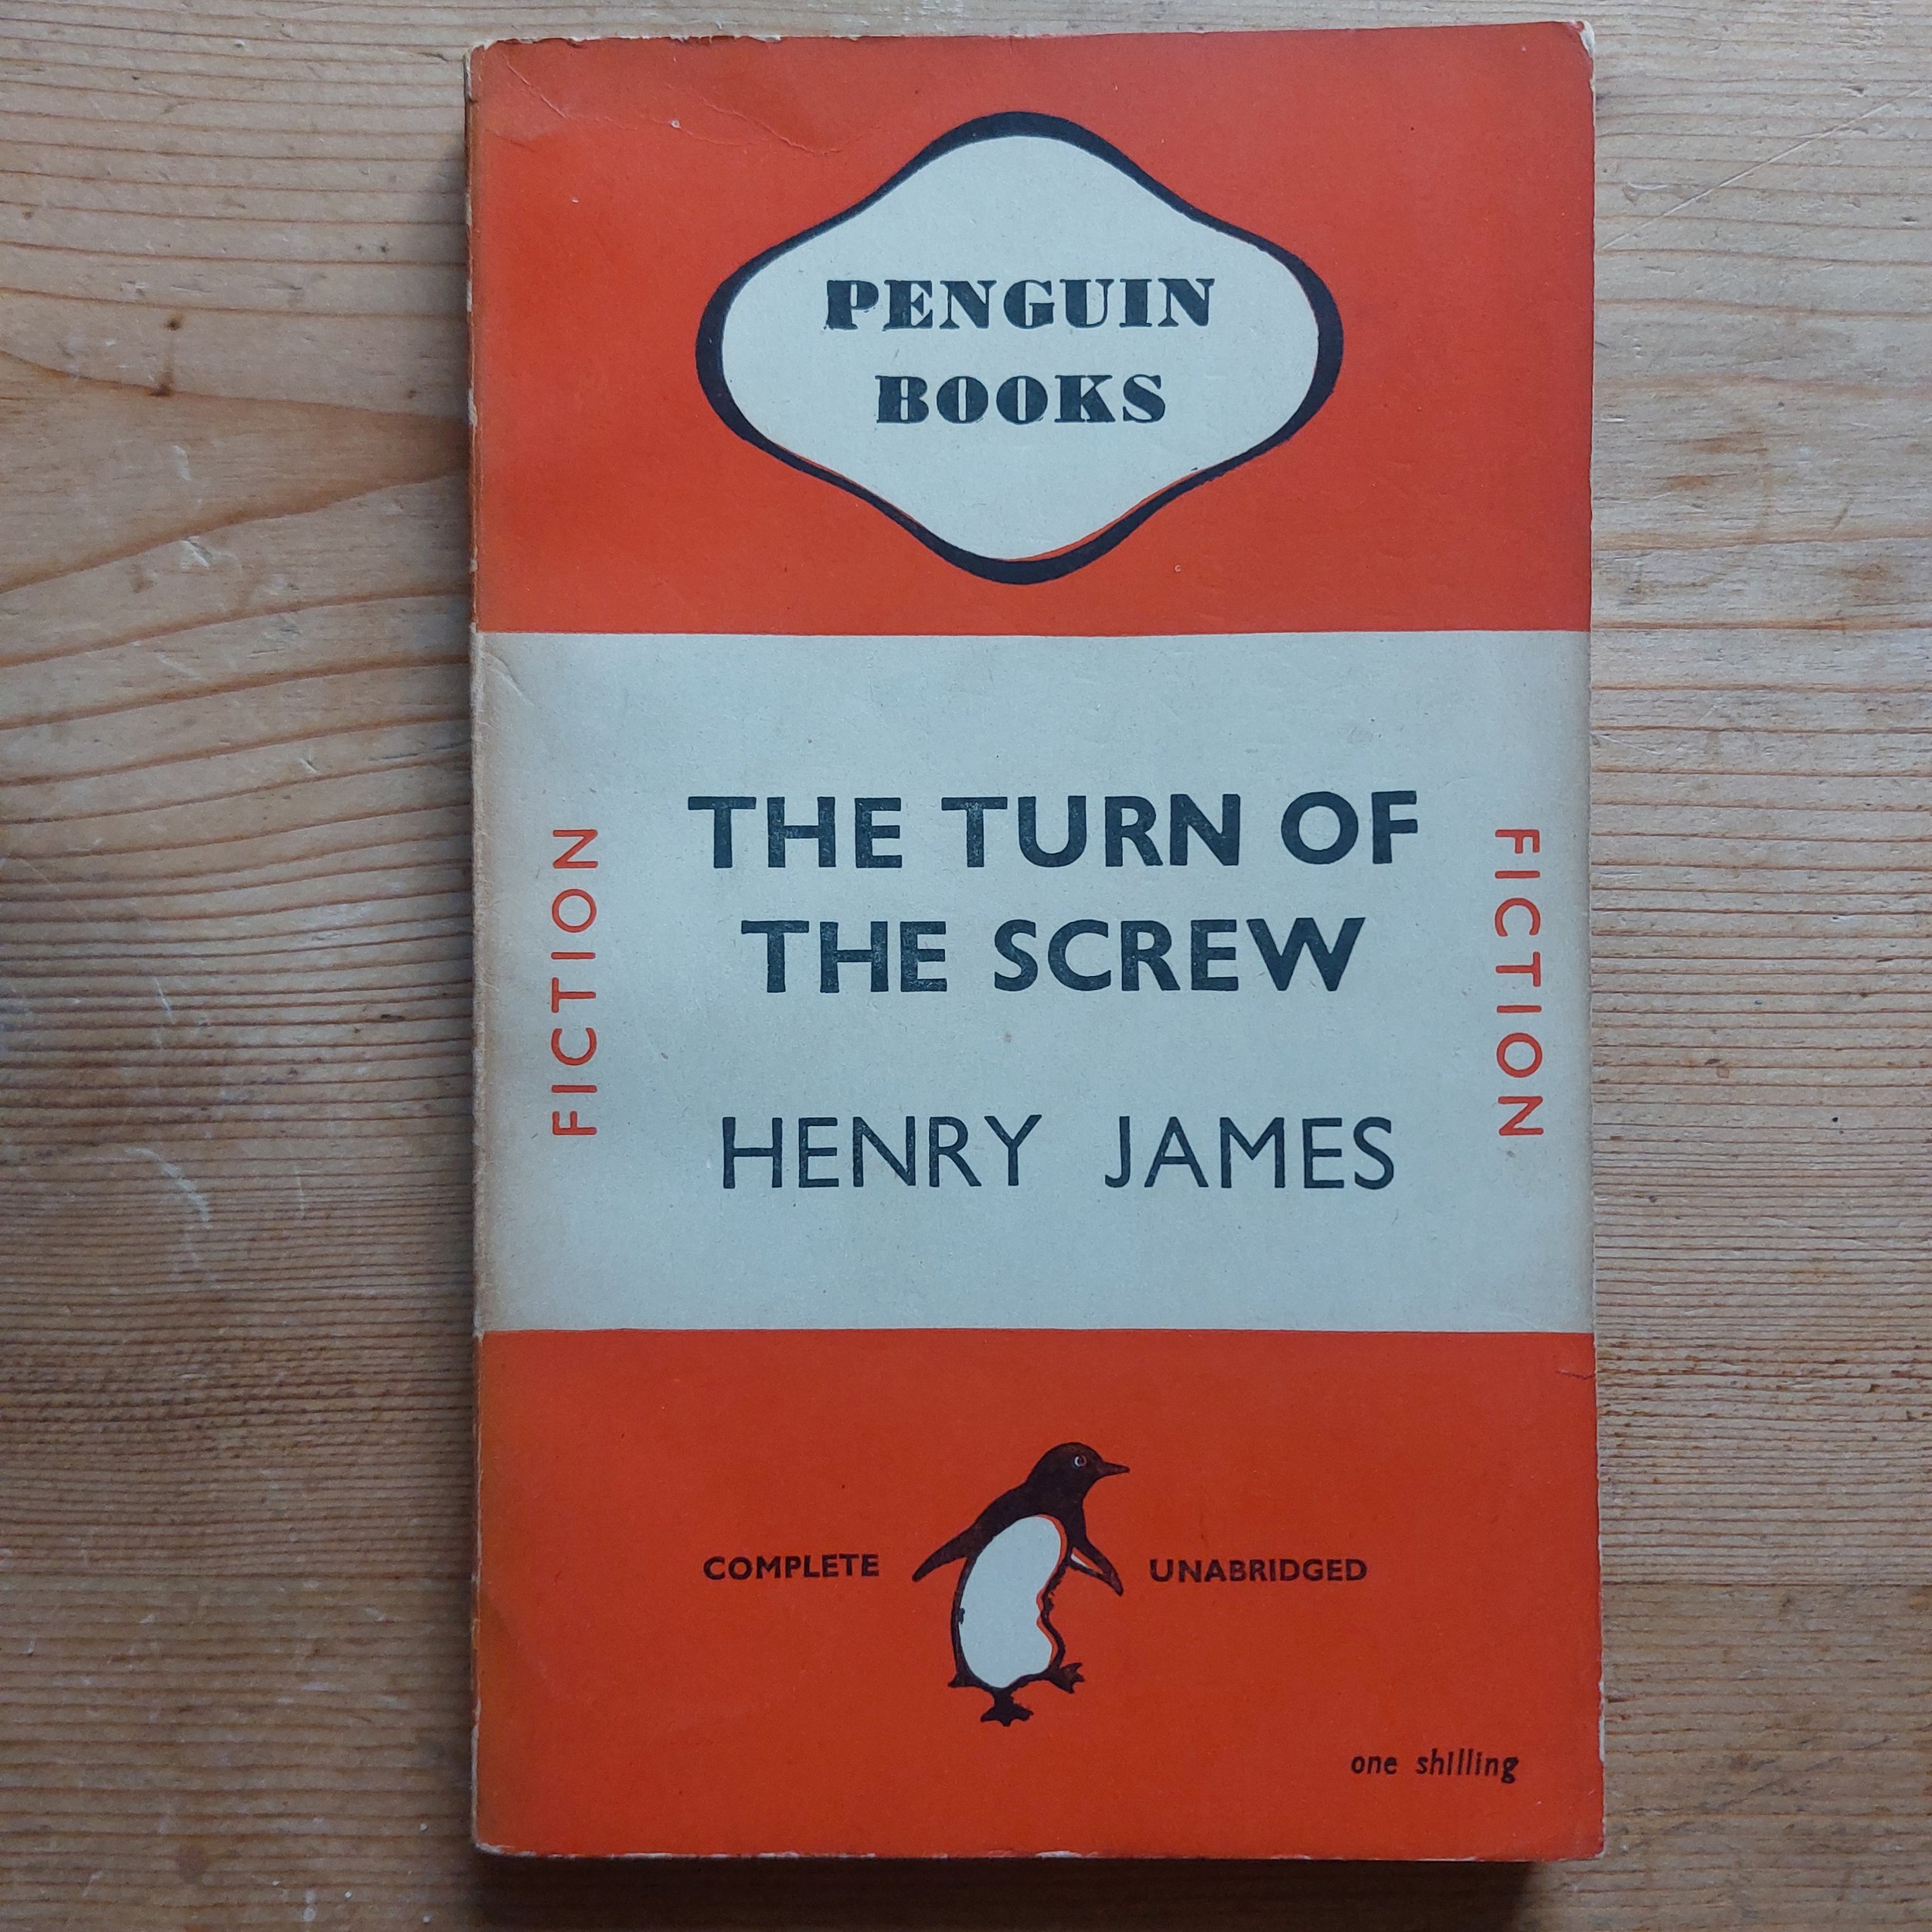 PENGUIN
BOOKS
FICTION
THE TURN OF
THE SCREW
HENRY JAMES
FICTION
COMPLETE UNABRIDGED
one shilling